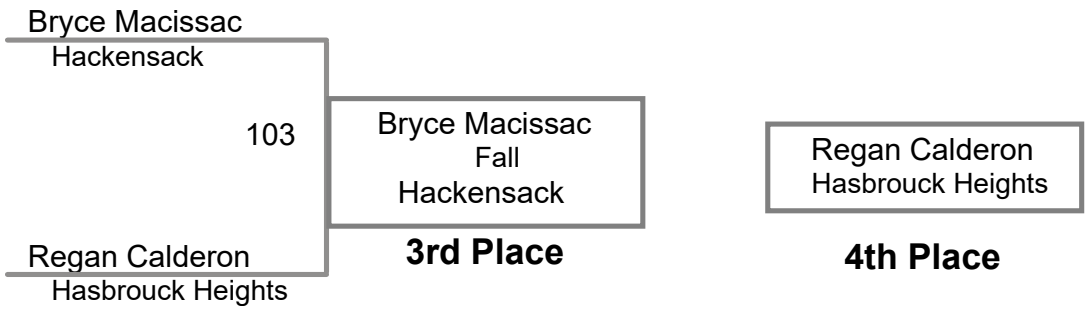 Bryce Macissac
Hackensack
103
Regan Calderon
Hasbrouck Heights
Bryce Macissac
Fall
Hackensack
3rd Place
Regan Calderon
Hasbrouck Heights
4th Place